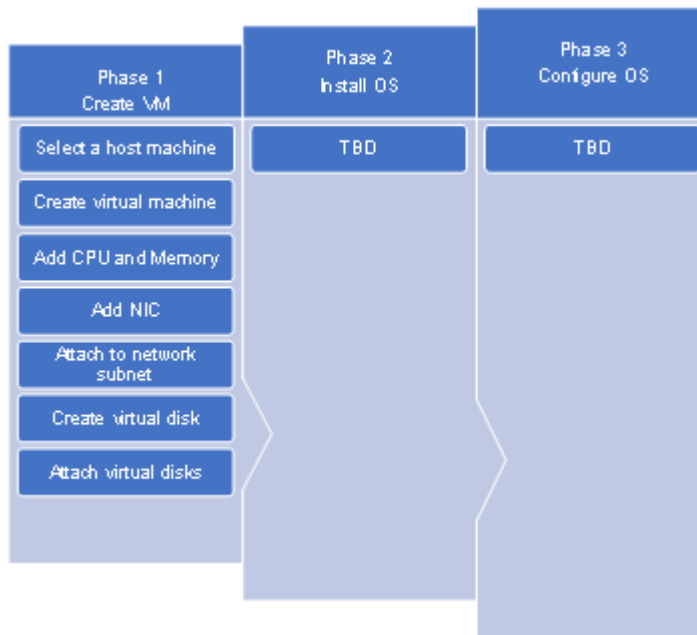 Phase 1
Create VM
Select a host machine
Create virtual machine
Add CPU and Memory
Add NIC
Attach to network
subnet
Create virtual disk
Attach virtual disks
Phase 2
Install OS
TBD
Phase 3
Configure OS
TBD